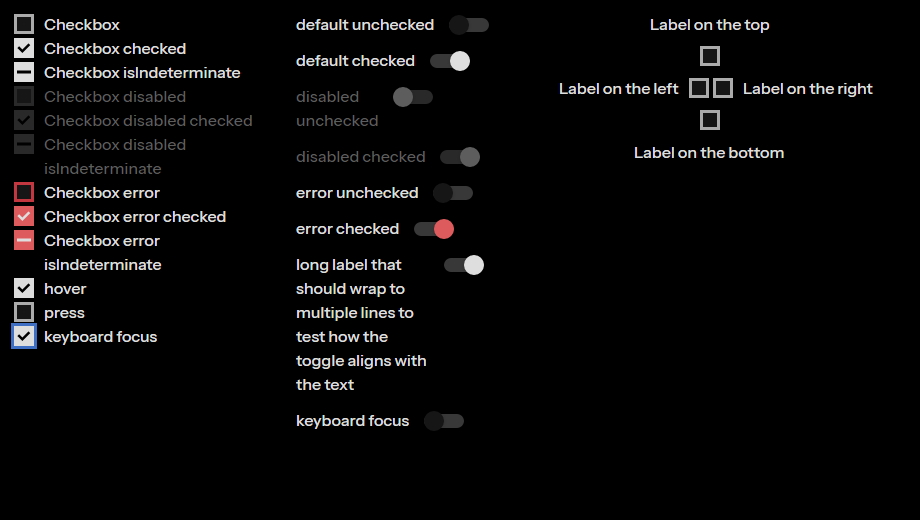 Checkbox
Checkbox checked
Checkbox isIndeterminate
Checkbox disabled
Checkbox disabled checked
Checkbox disabled
isIndeterminate
Checkbox error
Checkbox error checked
Checkbox error
isIndeterminate
hover
press
keyboard focus
default unchecked
default checked
disabled
unchecked
disabled checked
error unchecked
error checked
long label that
should wrap to
multiple lines to
test how the
toggle aligns with
the text
keyboard focus
Label on the top
Label on the left
Label on the right
Label on the bottom